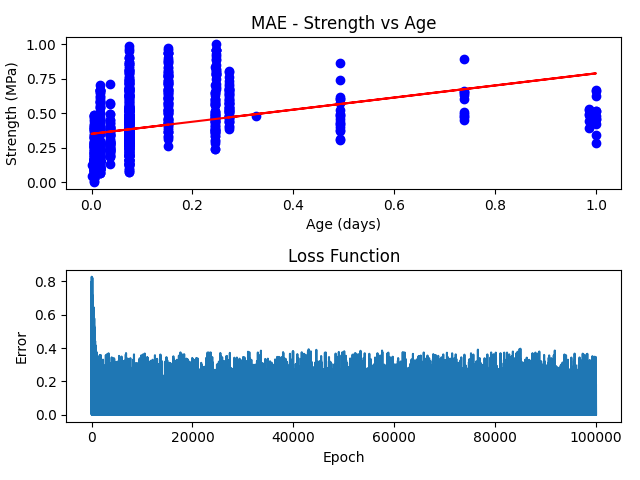 MAE - Strength vs Age
1.00
0.75
0.50
0.25
0.00
Strength (MPa)
0.0 0.2 0.4 0.6 0.8 1.0
Age (days)
Loss Function
0.8
0.6
0.4
0.2
0.0
Error
0 20000 40000 60000 80000 100000
Epoch